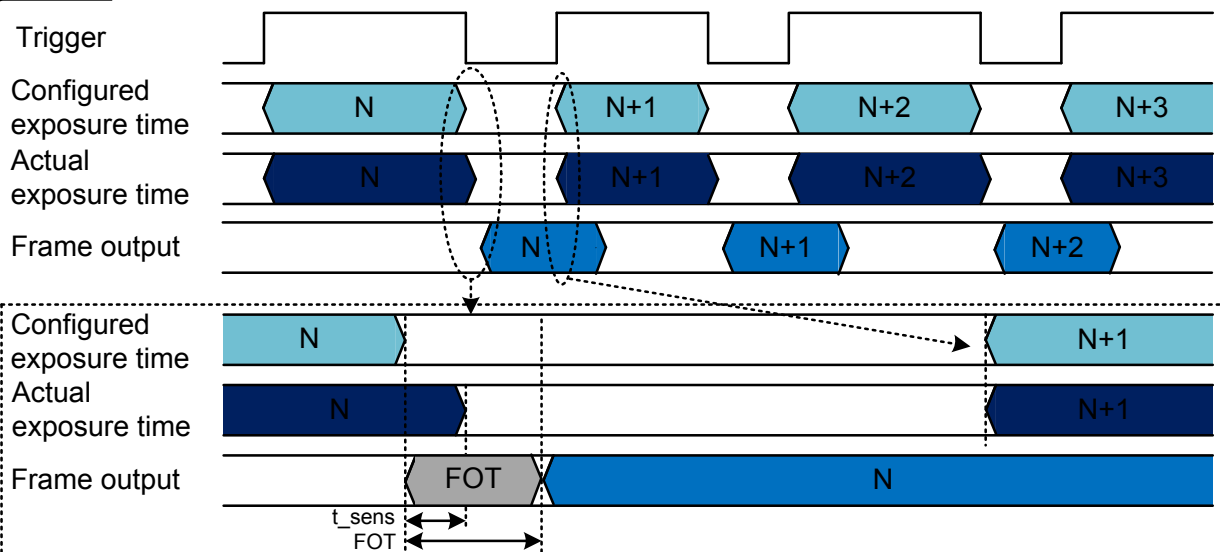 Trigger
Configured
exposure time
N N+1 N+2 N+3
Actual
exposure time
N N+1 N+2 N+3
Frame output
N N+1 N+2
Configured
exposure time
N N+1
Actual
exposure time
N N+1
Frame output
FOT N
t_sens
FOT